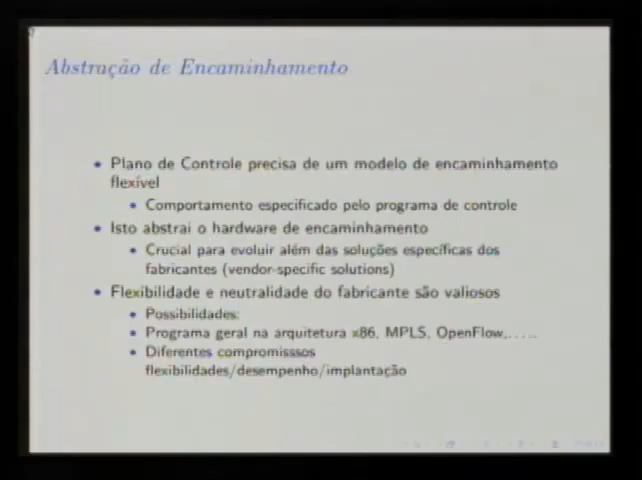 Abstração de Encaminhamento
• Plano de Controle precisa de um modelo de encaminhamento
flexível
• Comportamento especificado pelo programa de controle
• Isto abstrai o hardware de encaminhamento
• Crucial para evoluir além das soluções específicas dos
fabricantes (vendor-specific solutions)
• Flexibilidade e neutralidade do fabricante são valiosos
• Possibilidades:
• Programa geral na arquitetura x86, MPLS, OpenFlow,.....
• Diferentes compromisssos
flexibilidades/desempenho/implantação